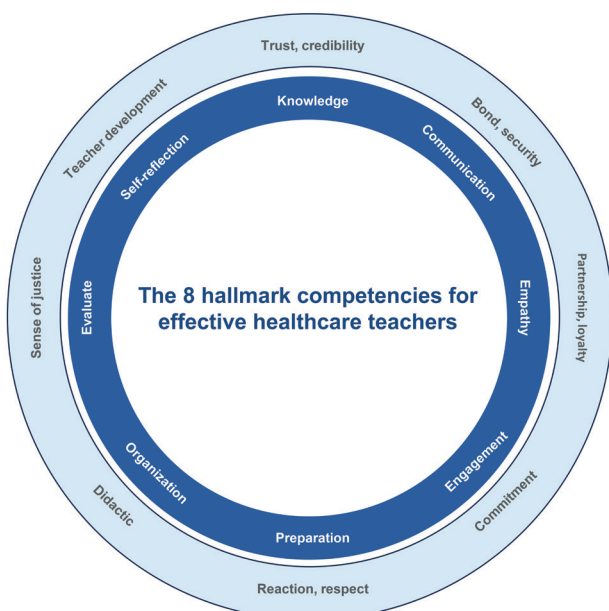 Trust, credibility
Bond, security
Partnership, loyalty
Commitment
Reaction, respect
Didactic
Sense of justice
Teacher development
Knowledge
Communication
Empathy
Engagement
Preparation
Organization
Evaluate
Self-reflection
The 8 hallmark competencies for
effective healthcare teachers